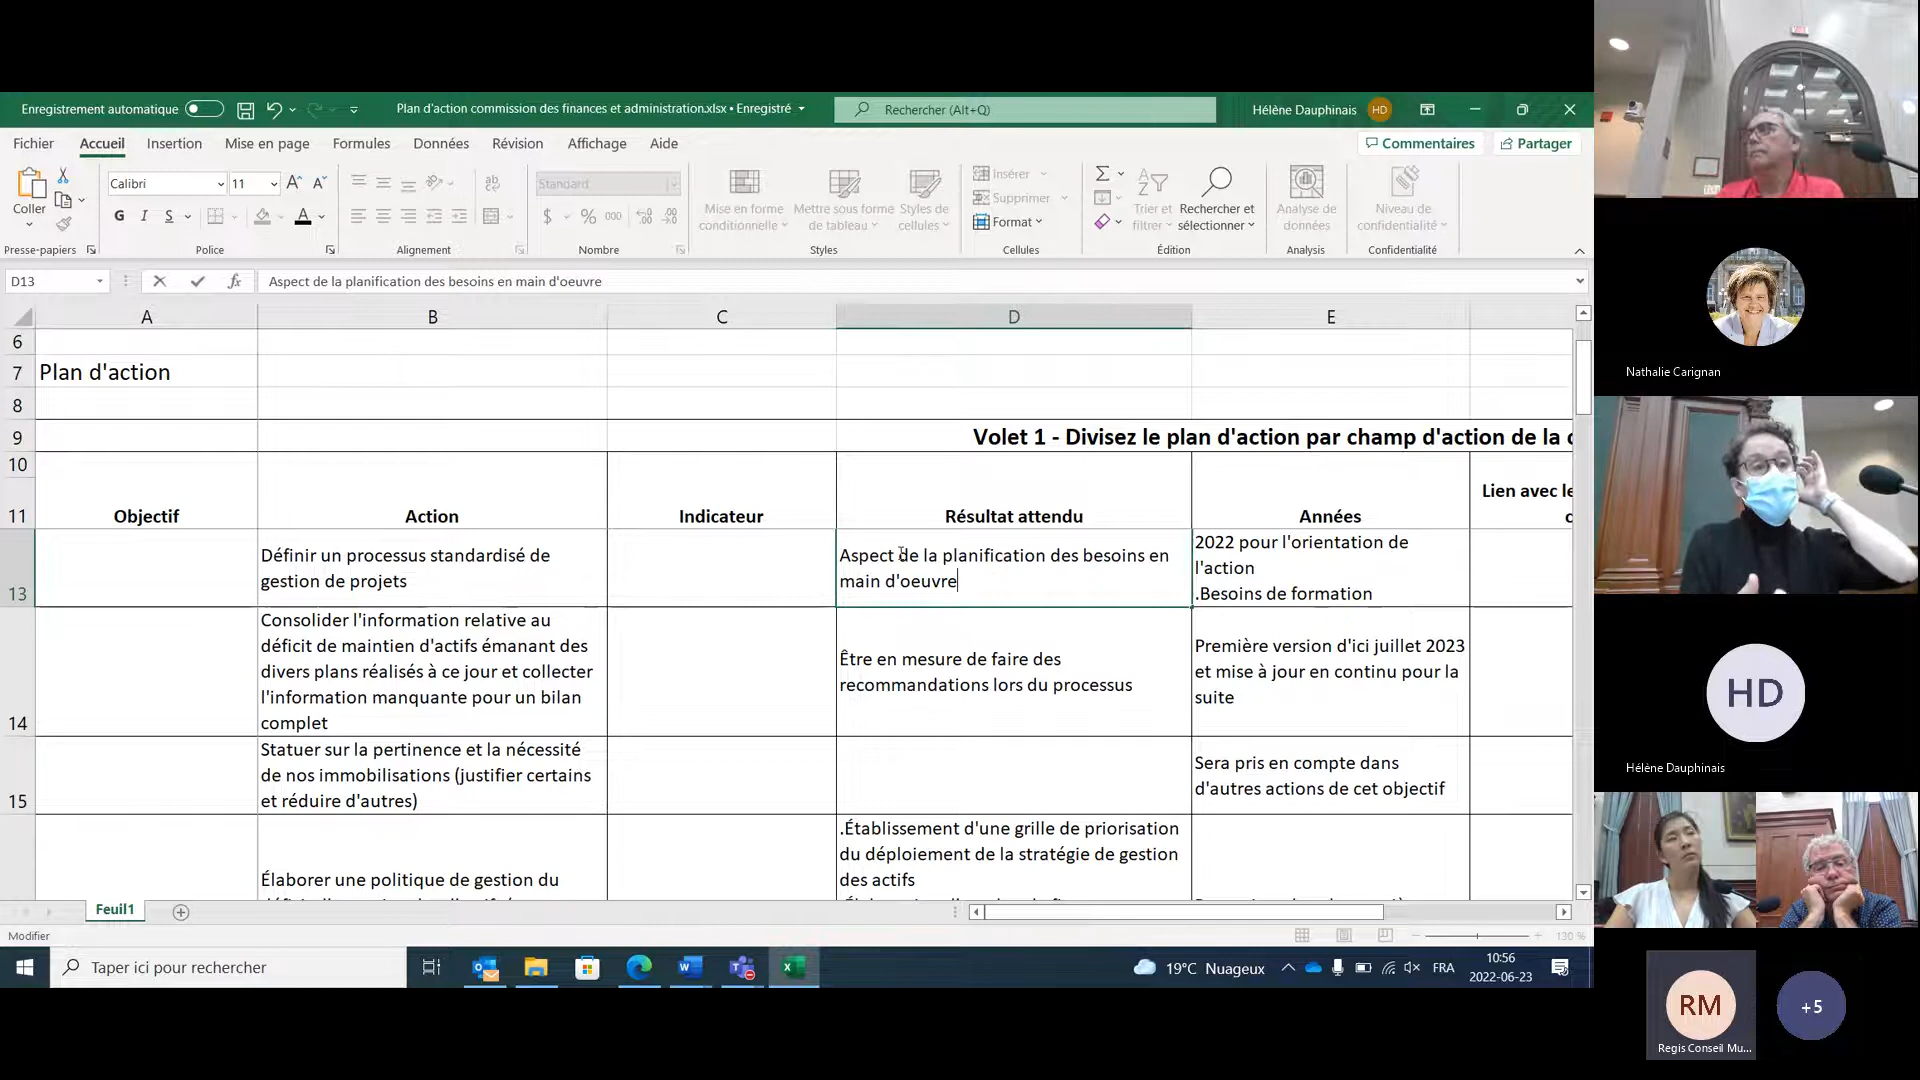 Enregistrement automatique
Plan d'action commission des finances et administration.xlsx • Enregistré
Rechercher (Alt+Q)
Hélène Dauphinais
HD
Fichier
Accueil
Insertion
Mise en page
Formules
Données
Révision
Affichage
Aide
Commentaires
Partager
Coller
Calibri
11
G I S
Standard
$ % 000
Mise en forme
conditionnelle
Mettre sous forme
de tableau
Styles de
cellules
Insérer
Supprimer
Format
Trier et
filtrer
Rechercher et
sélectionner
Analyse de
données
Niveau de
confidentialité
Presse-papiers
Police
Alignement
Nombre
Styles
Cellules
Édition
Analysis
Confidentialité
D13
fx
Aspect de la planification des besoins en main d'oeuvre
A
B
C
D
E
6
7
Plan d'action
8
9
Volet 1 - Divisez le plan d'action par champ d'action de la
10
Lien avec le
11
Objectif
Action
Indicateur
Résultat attendu
Années
13
Définir un processus standardisé de
gestion de projets
Aspect de la planification des besoins en
main d'oeuvre
2022 pour l'orientation de
l'action
.Besoins de formation
14
Consolider l'information relative au
déficit de maintien d'actifs émanant des
divers plans réalisés à ce jour et collecter
l'information manquante pour un bilan
complet
Être en mesure de faire des
recommandations lors du processus
Première version d'ici juillet 2023
et mise à jour en continu pour la
suite
15
Statuer sur la pertinence et la nécessité
de nos immobilisations (justifier certains
et réduire d'autres)
Sera pris en compte dans
d'autres actions de cet objectif
Élaborer une politique de gestion du
.Établissement d'une grille de priorisation
du déploiement de la stratégie de gestion
des actifs
Feuil1
Modifier
130 %
Taper ici pour rechercher
19°C Nuageux
FRA
10:56
2022-06-23
Nathalie Carignan
HD
Hélène Dauphinais
RM
Regis Conseil Mu...
+5